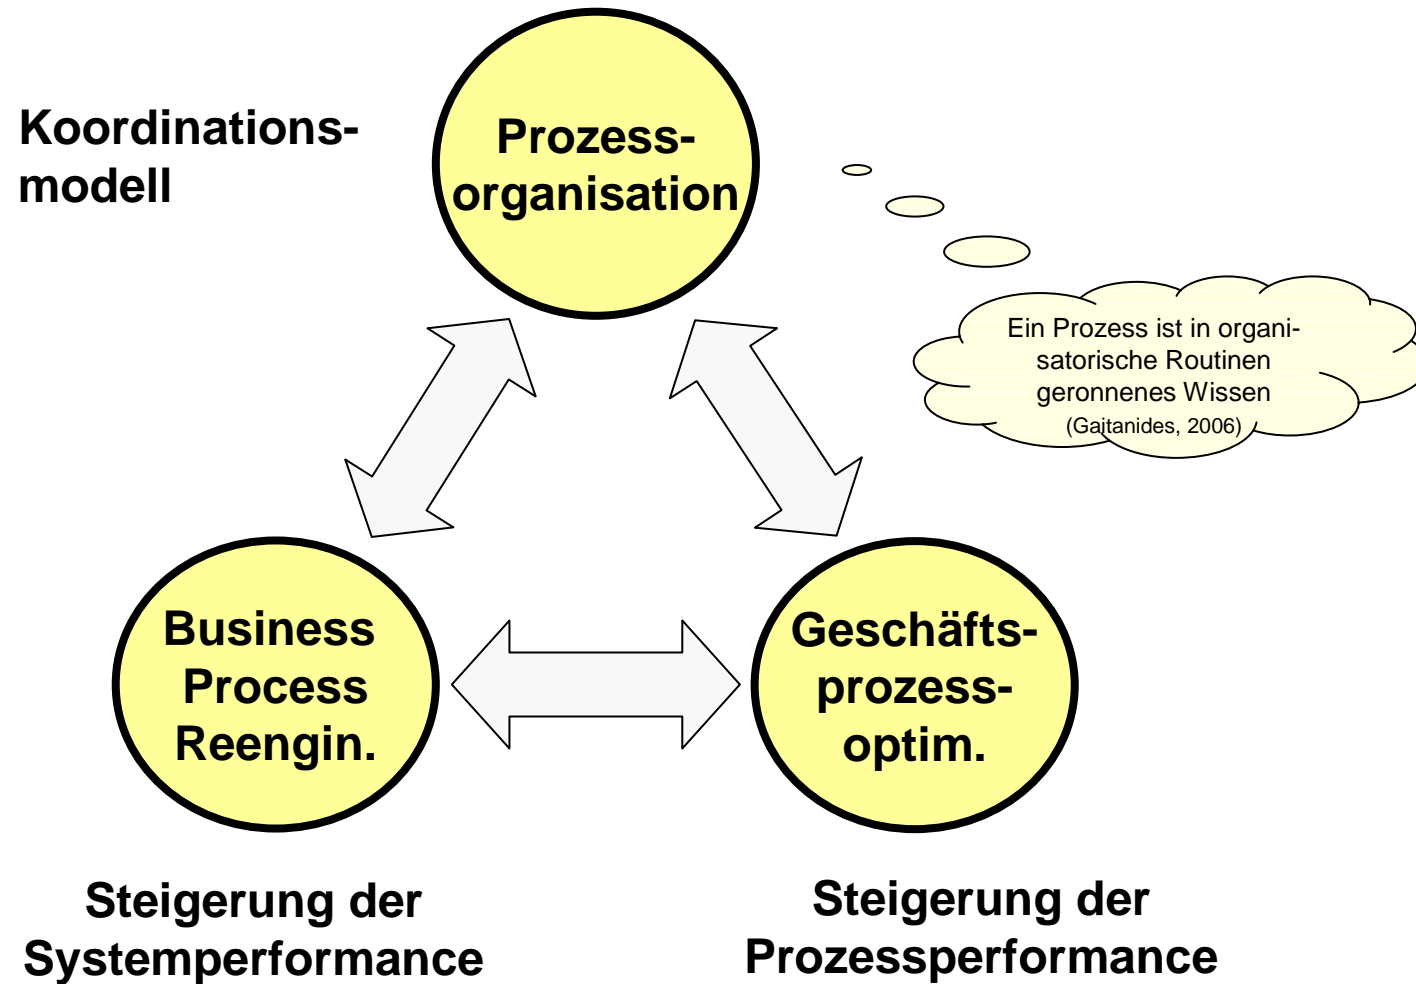 Koordinations-
modell
Prozess-
organisation
Ein Prozess ist in organi-
satorische Routinen
geronnenes Wissen
(Gaitanides, 2006)
Business
Process
Reengin.
Geschäfts-
prozess-
optim.
Steigerung der
Systemperformance
Steigerung der
Prozessperformance